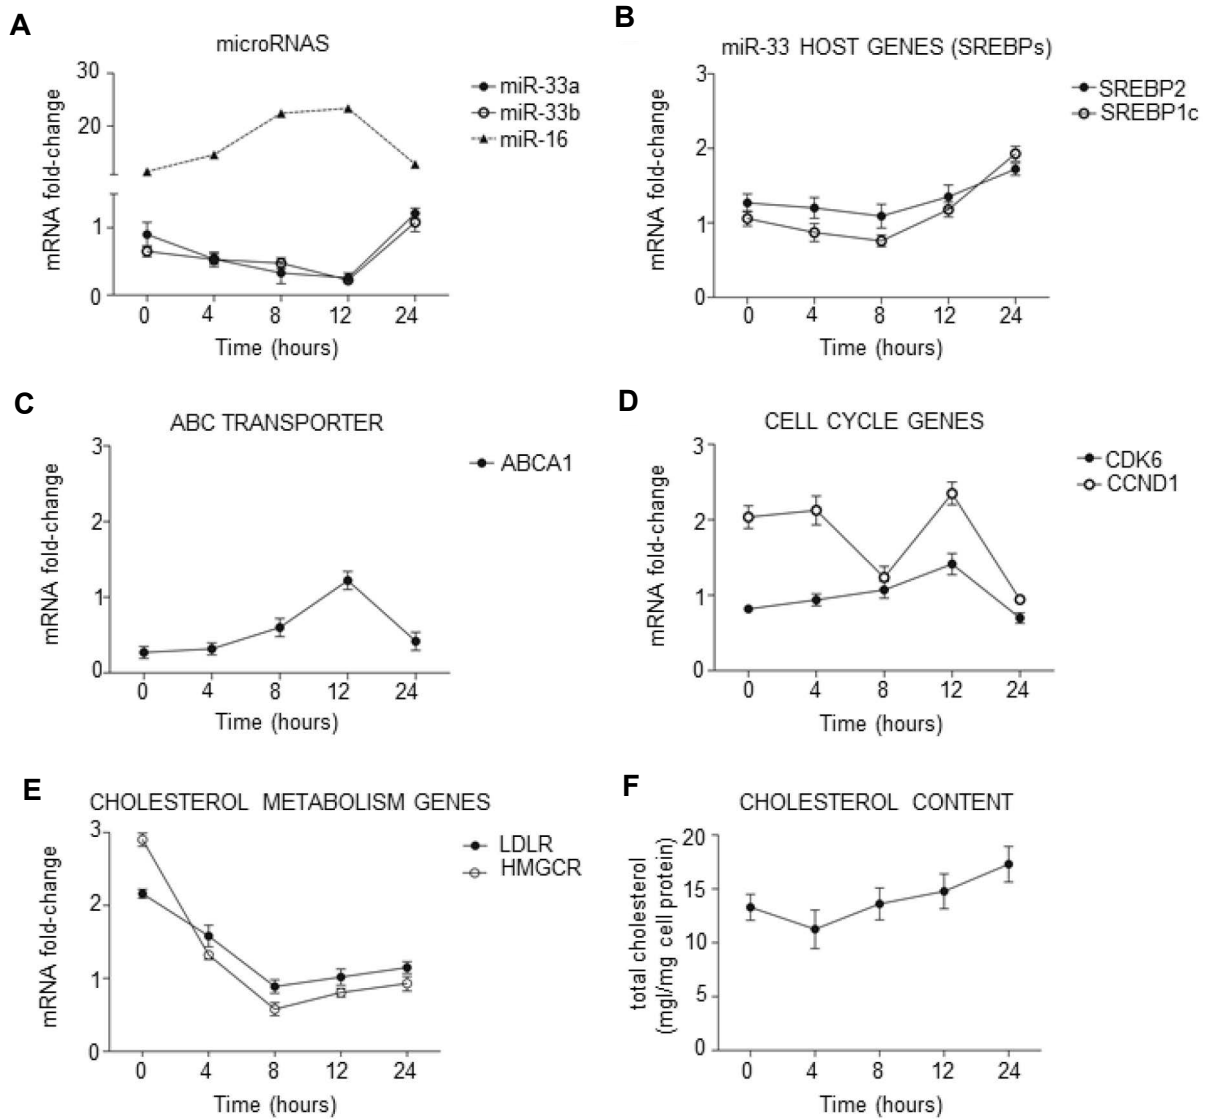 A
microRNAS
mRNA fold-change
30
20
1
0
0 4 8 12 24
Time (hours)
miR-33a
miR-33b
miR-16
B
miR-33 HOST GENES (SREBPs)
mRNA fold-change
3
2
1
0
0 4 8 12 24
Time (hours)
SREBP2
SREBP1c
C
ABC TRANSPORTER
mRNA fold-change
3
2
1
0
0 4 8 12 24
Time (hours)
ABCA1
D
CELL CYCLE GENES
mRNA fold-change
3
2
1
0
0 4 8 12 24
Time (hours)
CDK6
CCND1
E
CHOLESTEROL METABOLISM GENES
mRNA fold-change
3
2
1
0
0 4 8 12 24
Time (hours)
LDLR
HMGCR
F
CHOLESTEROL CONTENT
total cholesterol
(mgl/mg cell protein)
20
15
10
5
0
0 4 8 12 24
Time (hours)